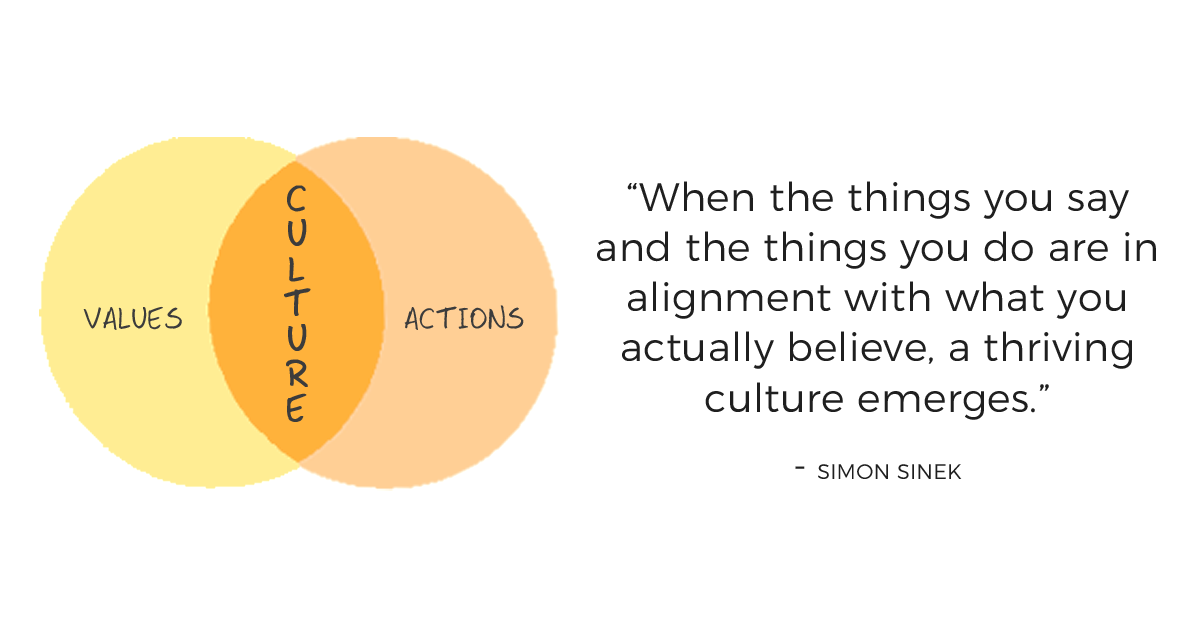 VALUES
CULTURE
ACTIONS
“When the things you say
and the things you do are in
alignment with what you
actually believe, a thriving
culture emerges.”
- SIMON SINEK